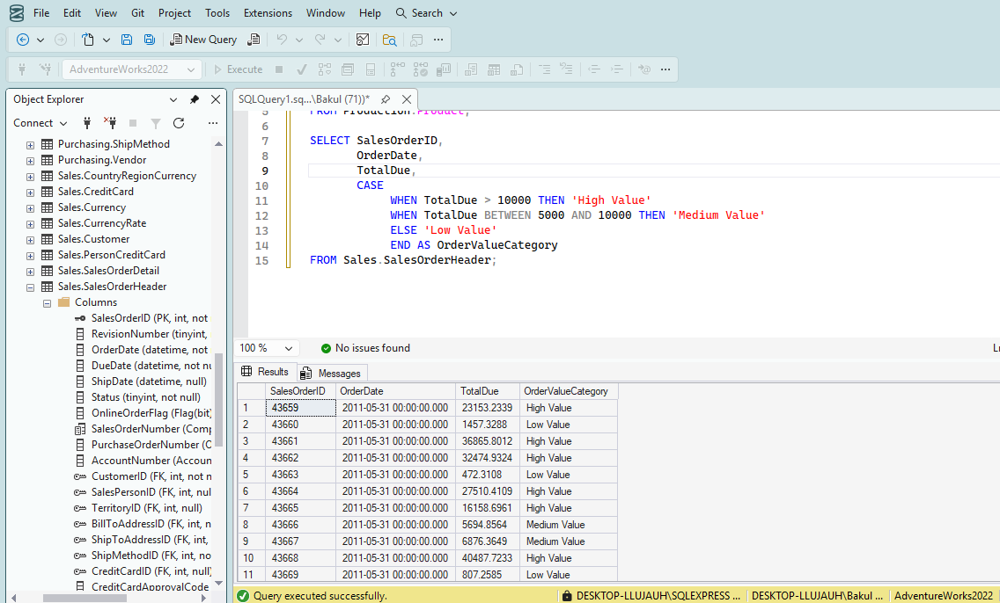 File Edit View Git Project Tools Extensions Window Help Search
New Query
AdventureWorks2022 Execute
Object Explorer
Connect
Purchasing.ShipMethod
Purchasing.Vendor
Sales.CountryRegionCurrency
Sales.CreditCard
Sales.Currency
Sales.CurrencyRate
Sales.Customer
Sales.PersonCreditCard
Sales.SalesOrderDetail
Sales.SalesOrderHeader
Columns
SalesOrderID (PK, int, not
RevisionNumber (tinyint,
OrderDate (datetime, not
DueDate (datetime, not nu
ShipDate (datetime, null)
Status (tinyint, not null)
OnlineOrderFlag (Flag(bit)
SalesOrderNumber (Comp
PurchaseOrderNumber (O
AccountNumber (Accoun
CustomerID (FK, int, not n
SalesPersonID (FK, int, nul
TerritoryID (FK, int, null)
BillToAddressID (FK, int, n
ShipToAddressID (FK, int,
ShipMethodID (FK, int, no
CreditCardID (FK, int, null)
CreditCardApprovalCode
SQLQuery1.sq...\Bakul (71))*
5 FROM Production.Product;
6
7 SELECT SalesOrderID,
8 OrderDate,
9 TotalDue,
10 CASE
11 WHEN TotalDue > 10000 THEN 'High Value'
12 WHEN TotalDue BETWEEN 5000 AND 10000 THEN 'Medium Value'
13 ELSE 'Low Value'
14 END AS OrderValueCategory
15 FROM Sales.SalesOrderHeader;
100 % No issues found Ln
Results Messages
SalesOrderID OrderDate TotalDue OrderValueCategory
1 43659 2011-05-31 00:00:00.000 23153.2339 High Value
2 43660 2011-05-31 00:00:00.000 1457.3288 Low Value
3 43661 2011-05-31 00:00:00.000 36865.8012 High Value
4 43662 2011-05-31 00:00:00.000 32474.9324 High Value
5 43663 2011-05-31 00:00:00.000 472.3108 Low Value
6 43664 2011-05-31 00:00:00.000 27510.4109 High Value
7 43665 2011-05-31 00:00:00.000 16158.6961 High Value
8 43666 2011-05-31 00:00:00.000 5694.8564 Medium Value
9 43667 2011-05-31 00:00:00.000 6876.3649 Medium Value
10 43668 2011-05-31 00:00:00.000 40487.7233 High Value
11 43669 2011-05-31 00:00:00.000 807.2585 Low Value
Query executed successfully. DESKTOP-LLUJAUH\SQLEXPRESS ... DESKTOP-LLUJAUH\Bakul ... AdventureWorks2022